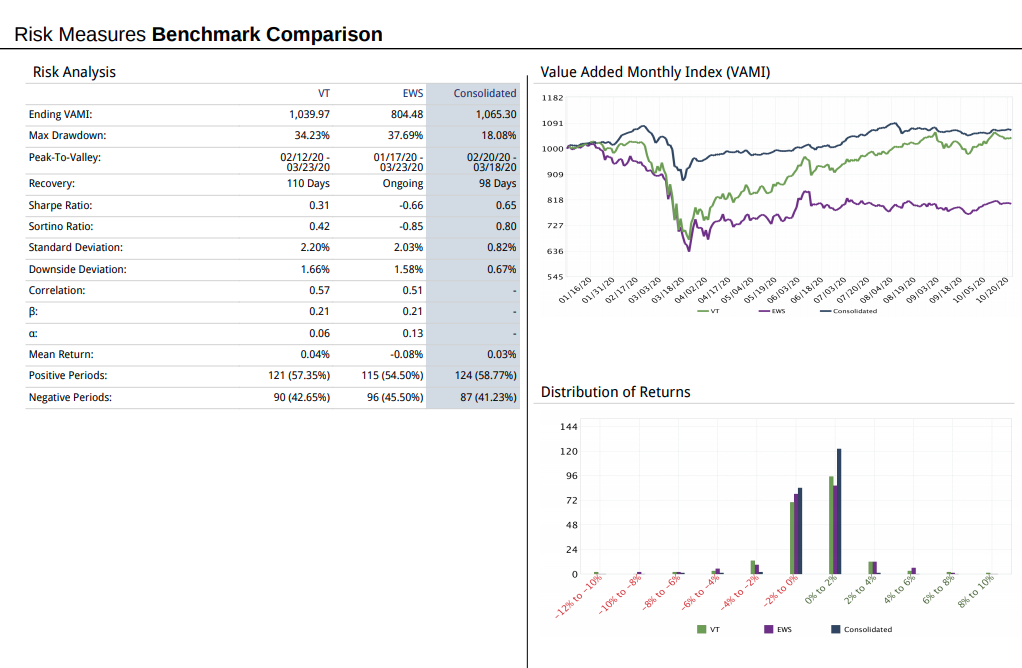 Risk Measures Benchmark Comparison
Risk Analysis
VT EWS Consolidated
Ending VAMI: 1,039.97 804.48 1,065.30
Max Drawdown: 34.23% 37.69% 18.08%
Peak-To-Valley: 02/12/20 - 01/17/20 - 02/20/20 -
03/23/20 03/23/20 03/18/20
Recovery: 110 Days Ongoing 98 Days
Sharpe Ratio: 0.31 -0.66 0.65
Sortino Ratio: 0.42 -0.85 0.80
Standard Deviation: 2.20% 2.03% 0.82%
Downside Deviation: 1.66% 1.58% 0.67%
Correlation: 0.57 0.51 -
β: 0.21 0.21 -
α: 0.06 0.13 -
Mean Return: 0.04% -0.08% 0.03%
Positive Periods: 121 (57.35%) 115 (54.50%) 124 (58.77%)
Negative Periods: 90 (42.65%) 96 (45.50%) 87 (41.23%)
Value Added Monthly Index (VAMI)
1182
1091
1000
909
818
727
636
545
01/16/20 01/31/20 02/17/20 03/03/20 03/18/20 04/02/20 04/17/20 05/04/20 05/19/20 06/03/20 06/18/20 07/03/20 07/20/20 08/04/20 08/19/20 09/03/20 09/18/20 10/05/20 10/20/20
VT EWS Consolidated
Distribution of Returns
144
120
96
72
48
24
0
-12% to -10% -10% to -8% -8% to -6% -6% to -4% -4% to -2% -2% to 0% 0% to 2% 2% to 4% 4% to 6% 6% to 8% 8% to 10%
VT EWS Consolidated